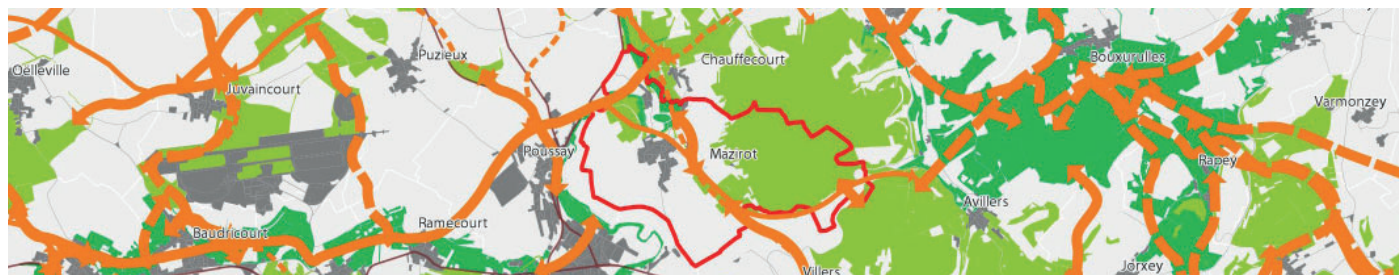 Puzieux
Chauffecourt
Bouxurulles
Oelleville
Juvaincourt
Varmonzey
Poussay
Mazirot
Rapey
Avillers
Ramecourt
Baudricourt
Villers
Jorxey